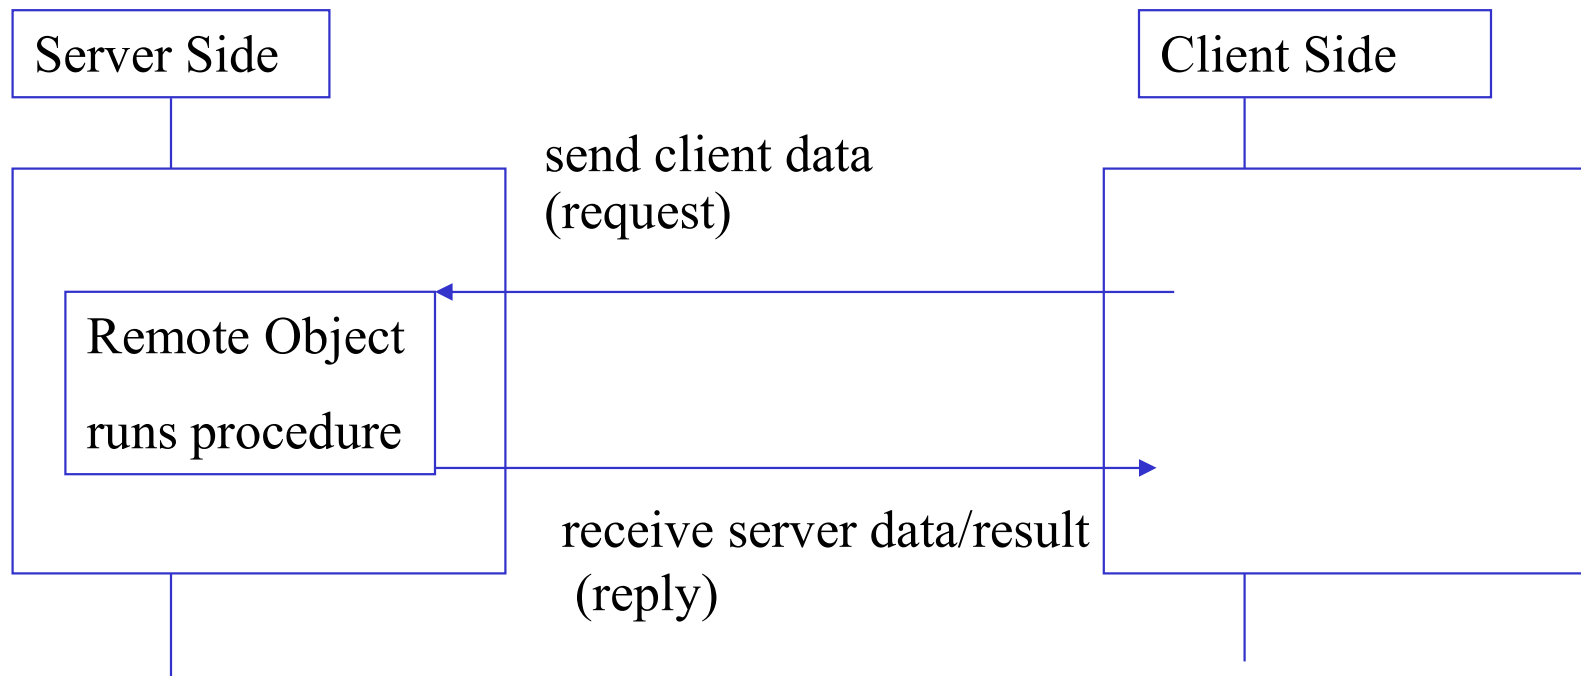 Server Side
Client Side
send client data
(request)
Remote Object
runs procedure
receive server data/result
(reply)